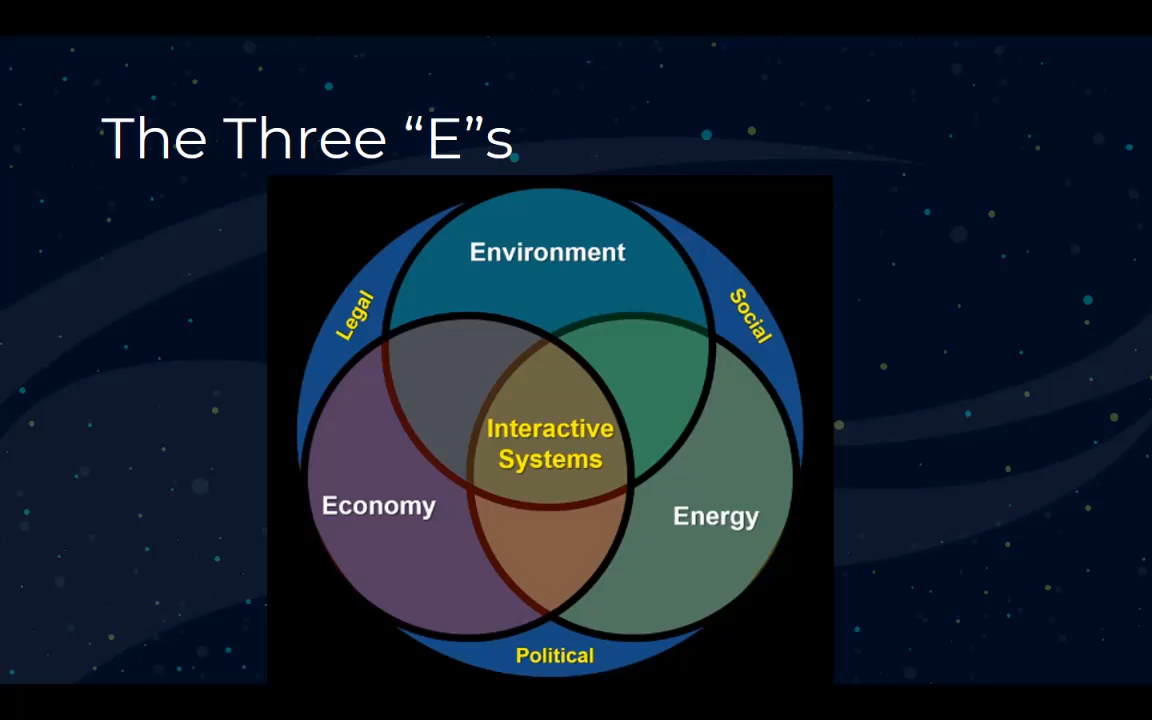 The Three “E”s
Environment
Legal
Social
Interactive
Systems
Economy
Energy
Political